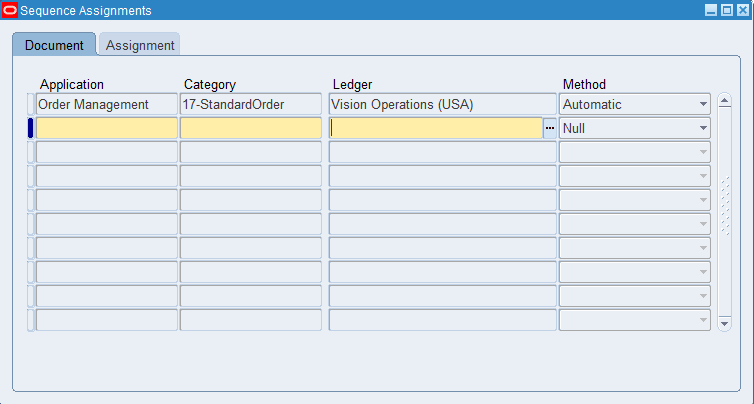 Sequence Assignments
Document Assignment
Application Category Ledger Method
Order Management 17-StandardOrder Vision Operations (USA) Automatic
... Null